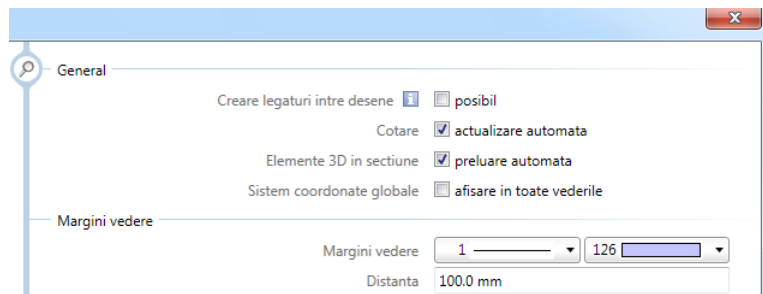 General
Creare legaturi intre desene i posibil
Cotare actualizare automata
Elemente 3D in sectiune preluare automata
Sistem coordonate globale afisare in toate vederile
Margini vedere
Margini vedere 1 126
Distanta 100.0 mm